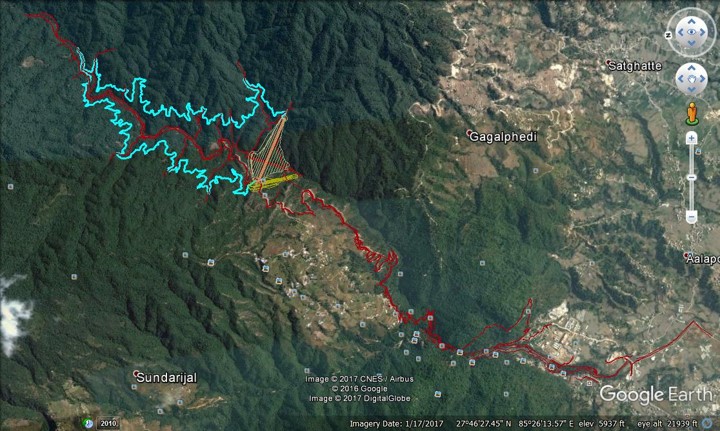 Satghatte
Gagalphedi
Aalapo
Sundarijal
Image © 2017 CNES / Airbus
© 2016 Google
Image © 2017 DigitalGlobe
Google Earth
2010
Imagery Date: 1/17/2017 27°46'27.45" N 85°26'13.57" E elev 5937 ft eye alt 21939 ft